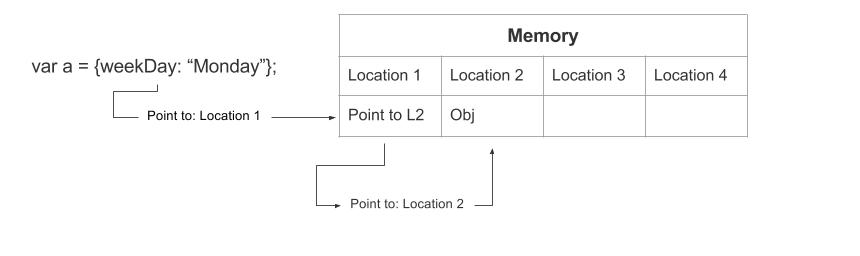 Memory
var a = {weekDay: “Monday”};
Location 1 Location 2 Location 3 Location 4
Point to: Location 1
Point to L2 Obj
Point to: Location 2